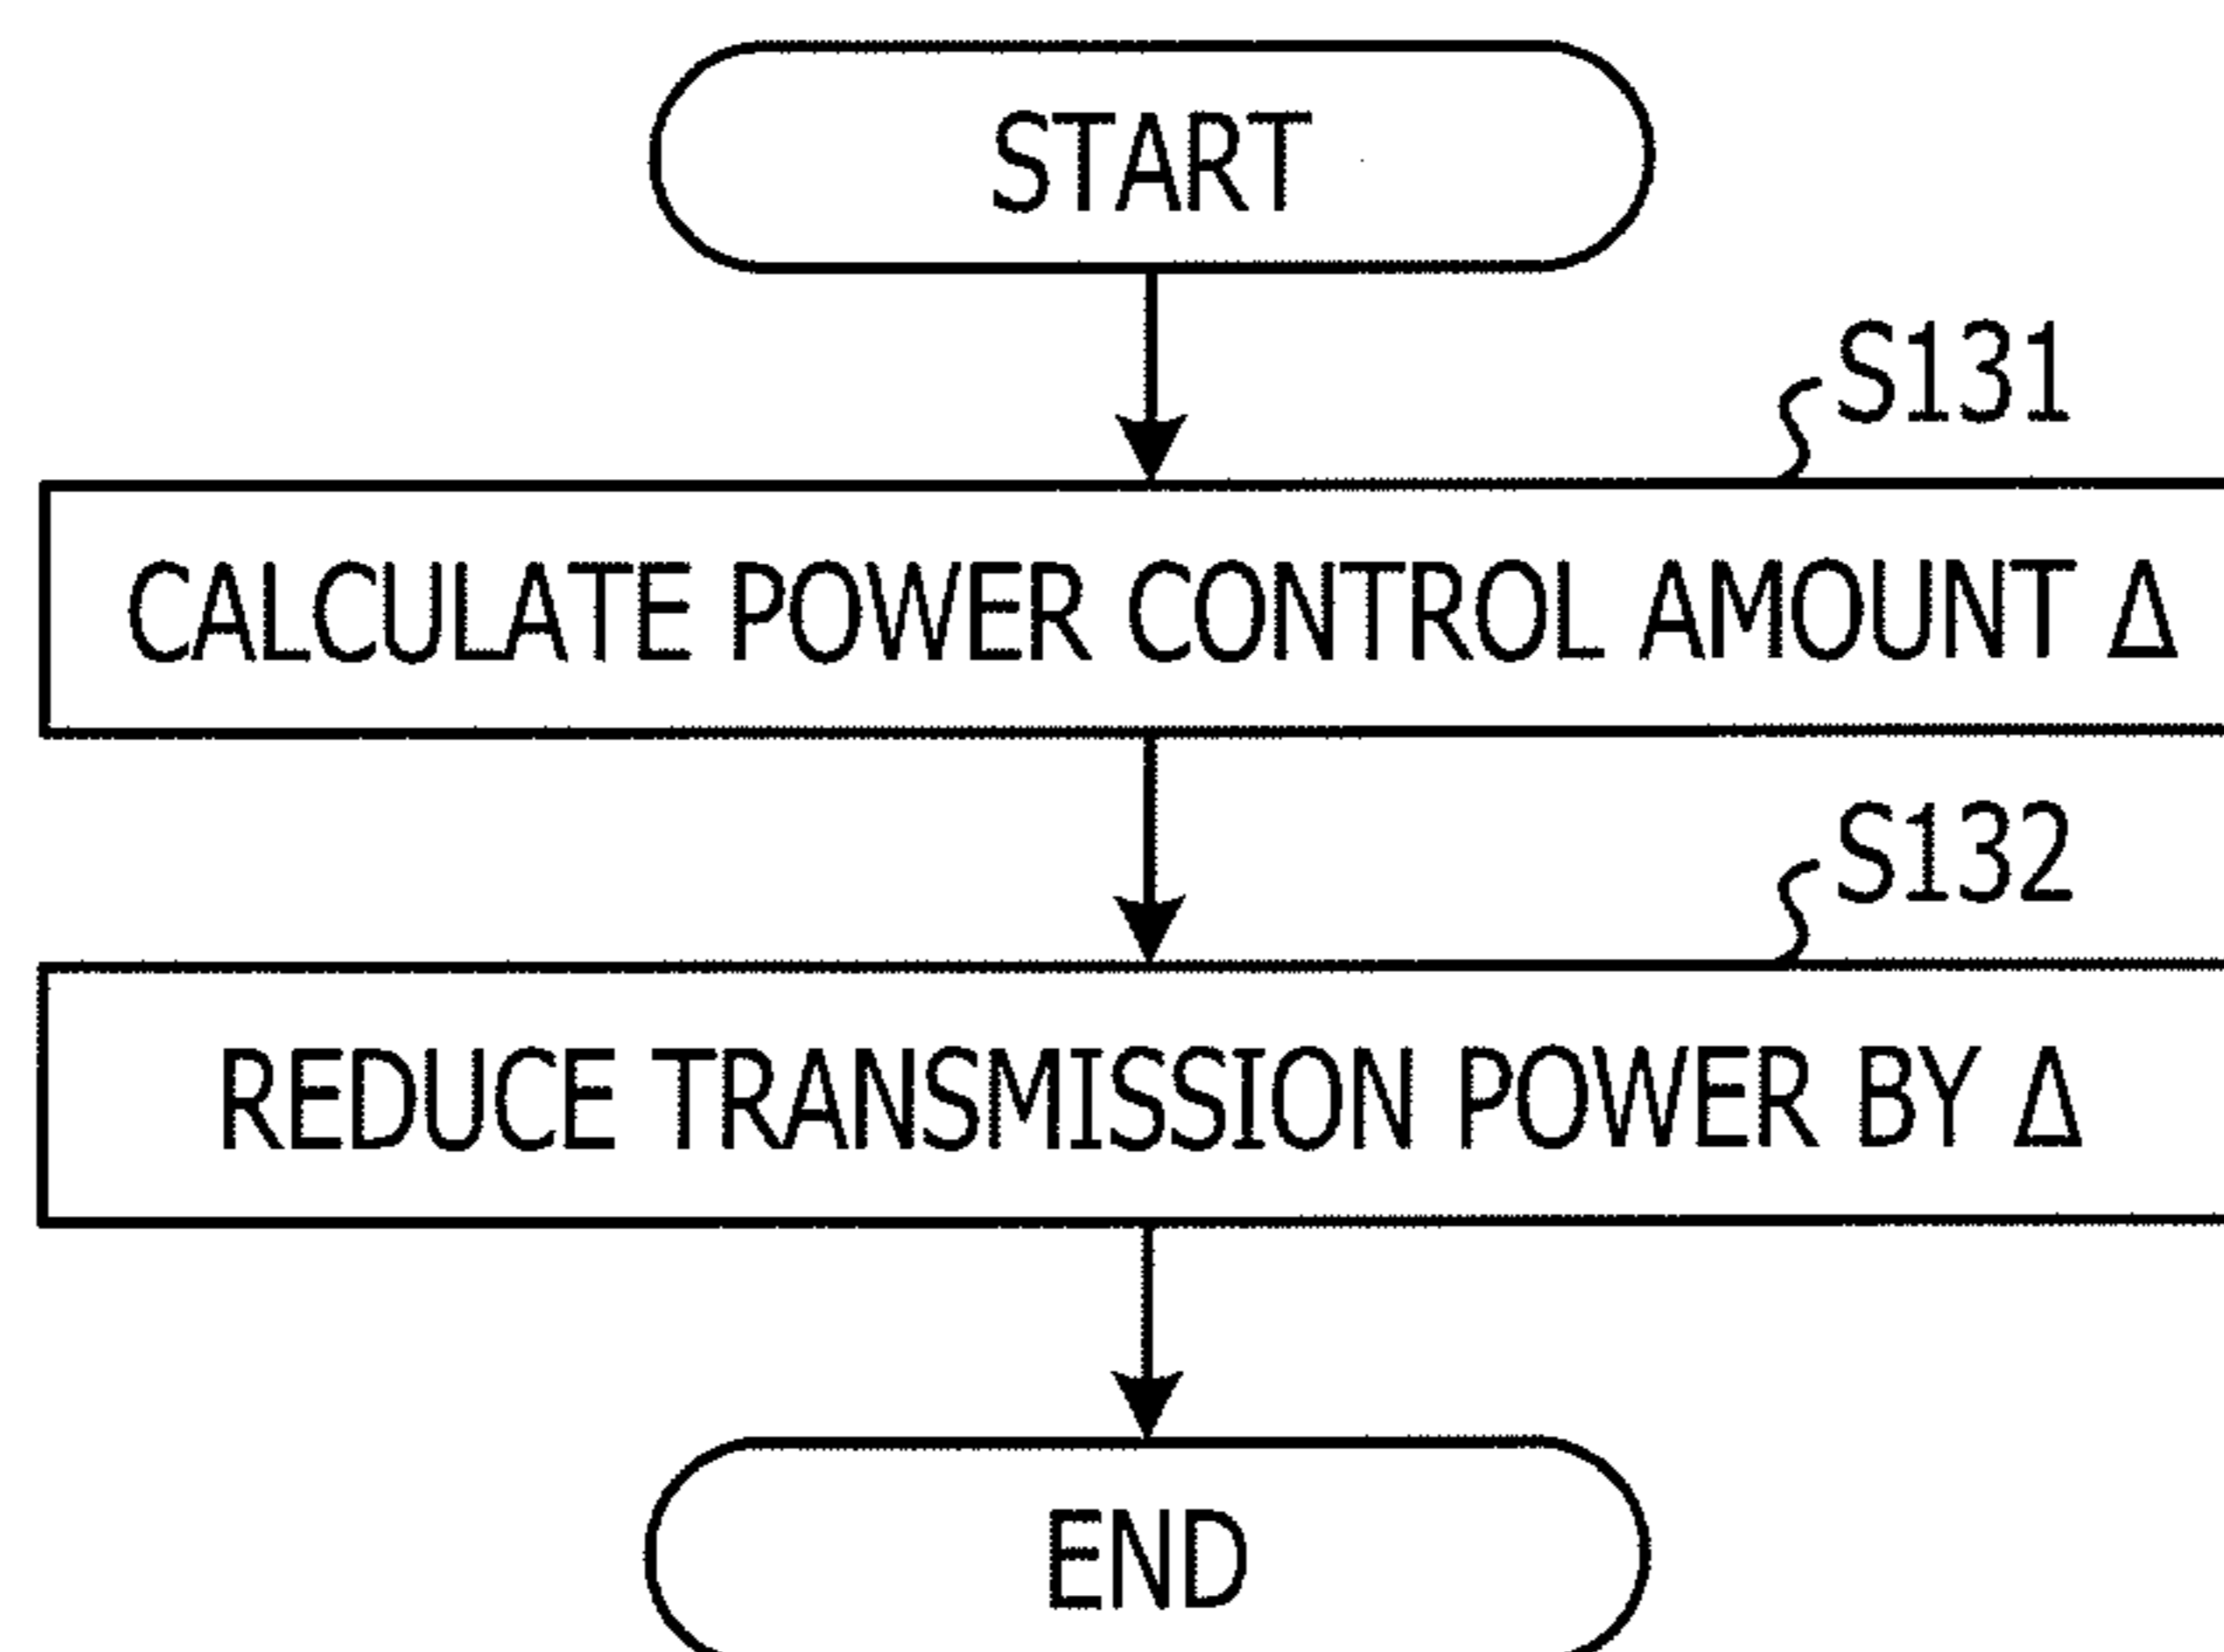 START
S131
CALCULATE POWER CONTROL AMOUNT Δ
S132
REDUCE TRANSMISSION POWER BY Δ
END